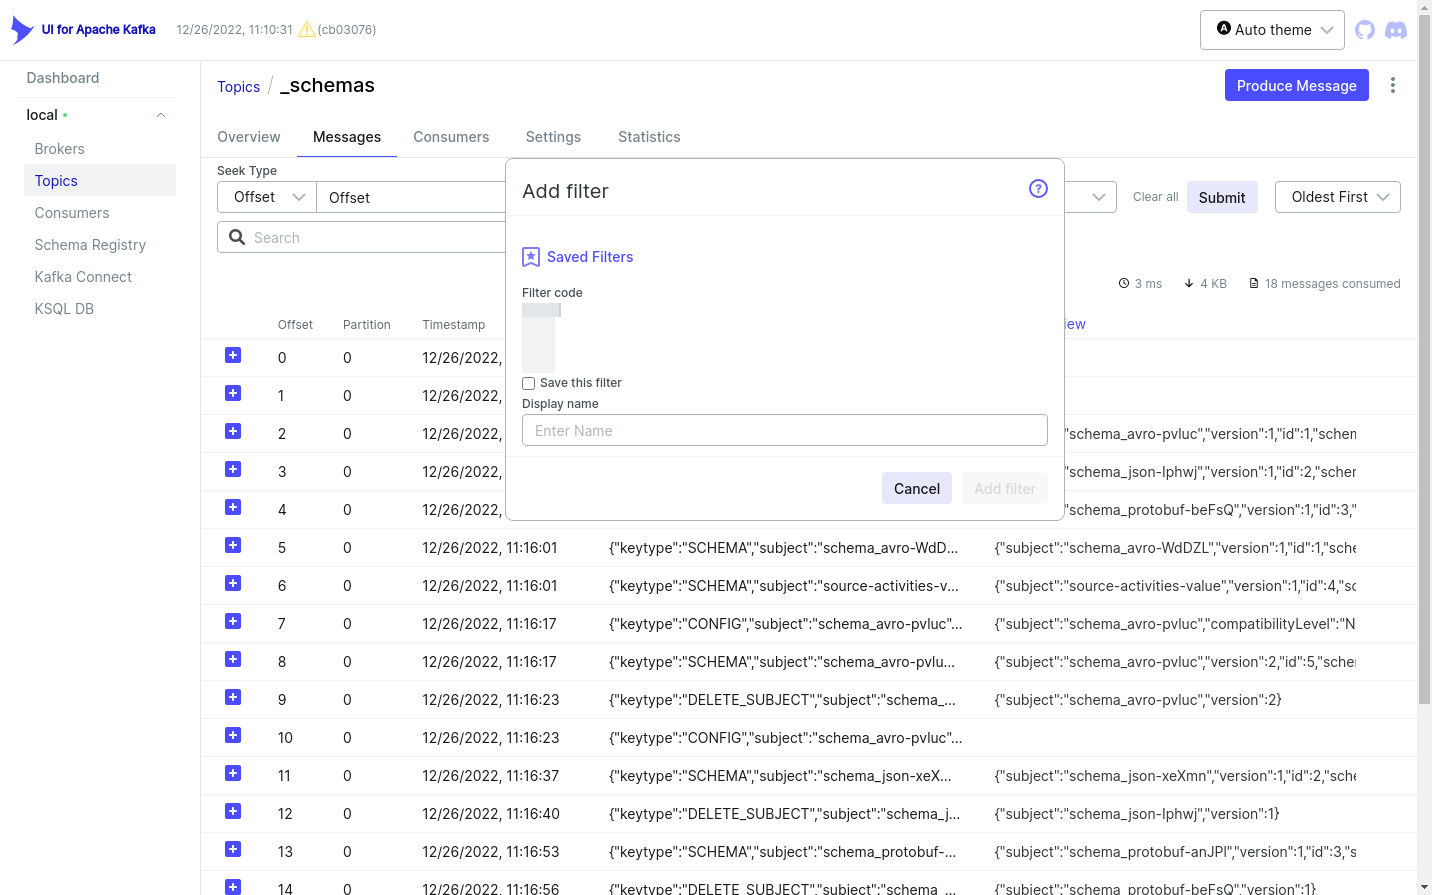 UI for Apache Kafka
12/26/2022, 11:10:31
(cb03076)
Auto theme
Dashboard
local
Brokers
Topics
Consumers
Schema Registry
Kafka Connect
KSQL DB
Topics / _schemas
Produce Message
Overview
Messages
Consumers
Settings
Statistics
Seek Type
Offset
Offset
Clear all
Submit
Oldest First
Search
3 ms
4 KB
18 messages consumed
Add filter
?
Saved Filters
Filter code
Save this filter
Display name
Enter Name
Cancel
Add filter
Offset Partition Timestamp
0 0 12/26/2022,
1 0 12/26/2022,
2 0 12/26/2022, "schema_avro-pvluc","version":1,"id":1,"schem
3 0 12/26/2022, "schema_json-Iphwj","version":1,"id":2,"scher
4 0 12/26/2022, "schema_protobuf-beFsQ","version":1,"id":3,"
5 0 12/26/2022, 11:16:01 {"keytype":"SCHEMA","subject":"schema_avro-WdD... {"subject":"schema_avro-WdDZL","version":1,"id":1,"sche
6 0 12/26/2022, 11:16:01 {"keytype":"SCHEMA","subject":"source-activities-v... {"subject":"source-activities-value","version":1,"id":4,"sc
7 0 12/26/2022, 11:16:17 {"keytype":"CONFIG","subject":"schema_avro-pvluc"... {"subject":"schema_avro-pvluc","compatibilityLevel":"N
8 0 12/26/2022, 11:16:17 {"keytype":"SCHEMA","subject":"schema_avro-pvlu... {"subject":"schema_avro-pvluc","version":2,"id":5,"scher
9 0 12/26/2022, 11:16:23 {"keytype":"DELETE_SUBJECT","subject":"schema_... {"subject":"schema_avro-pvluc","version":2}
10 0 12/26/2022, 11:16:23 {"keytype":"CONFIG","subject":"schema_avro-pvluc"...
11 0 12/26/2022, 11:16:37 {"keytype":"SCHEMA","subject":"schema_json-xeX... {"subject":"schema_json-xeXmn","version":1,"id":2,"sche
12 0 12/26/2022, 11:16:40 {"keytype":"DELETE_SUBJECT","subject":"schema_j... {"subject":"schema_json-Iphwj","version":1}
13 0 12/26/2022, 11:16:53 {"keytype":"SCHEMA","subject":"schema_protobuf-... {"subject":"schema_protobuf-anJPI","version":1,"id":3,"s
14 0 12/26/2022, 11:16:56 {"keytype":"DELETE_SUBJECT","subject":"schema_... {"subject":"schema_protobuf-beFsQ","version":1}